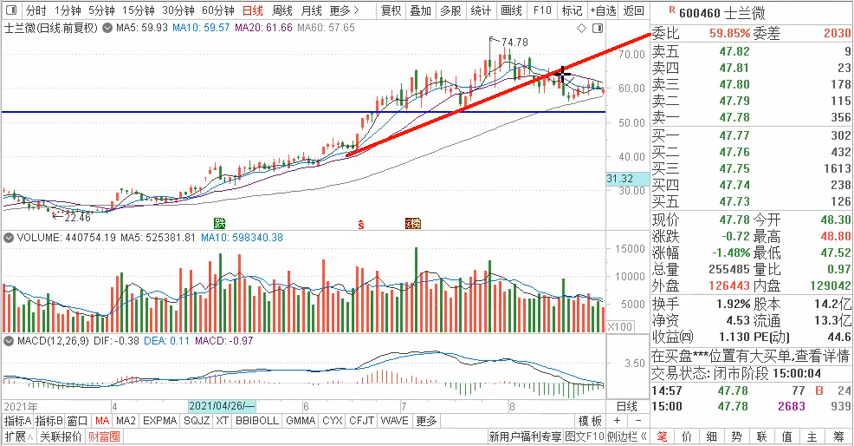 分时 1分钟 5分钟 15分钟 30分钟 60分钟 日线 周线 月线 更多> 复权 叠加 多股 统计 画线 F10 标记 +自选 返回
士兰微(日线.前复权) MA5: 59.93 MA10: 59.57 MA20: 61.66 MA60: 57.65
74.78
70.00
60.00
50.00
40.00
31.32
30.00
22.46
跌
VOLUME: 440754.19 MA5: 525381.81 MA10: 598340.38
15000
10000
5000
X100
MACD(12,26,9) DIF: -0.38 DEA: 0.11 MACD: -0.97
3.50
2021年 4 2021/04/26/一 6 7 8 日线
指标A 指标B 窗口 MA MA2 EXPMA SQJZ XT BBIBOLL GMMA CYX CFJT WAVE 更多 模板 + -
扩展∧ 关联报价 财富圈 新用户福利专享 图文F10 侧边栏《
R 600460 士兰微
委比 59.85% 委差 2030
卖五 47.82 9
卖四 47.81 23
卖三 47.80 178
卖二 47.79 115
卖一 47.78 356
买一 47.77 302
买二 47.76 432
买三 47.75 1613
买四 47.74 238
买五 47.73 126
现价 47.78 今开 48.30
涨跌 -0.72 最高 48.80
涨幅 -1.48% 最低 47.52
总量 255485 量比 0.97
外盘 126443 内盘 129042
换手 1.92% 股本 14.2亿
净资 4.53 流通 13.3亿
收益㈣ 1.130 PE(动) 44.6
在买盘***位置有大买单,查看详情
交易状态: 闭市阶段 15:00:04
14:57 47.78 77 B 24
15:00 47.78 2683 939
笔 价 细 势 联 值 主 筹